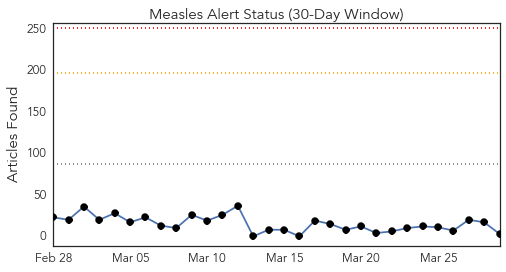 Measles Alert Status (30-Day Window)
Articles Found
250
200
150
100
50
0
Feb 28
Mar 05
Mar 10
Mar 15
Mar 20
Mar 25